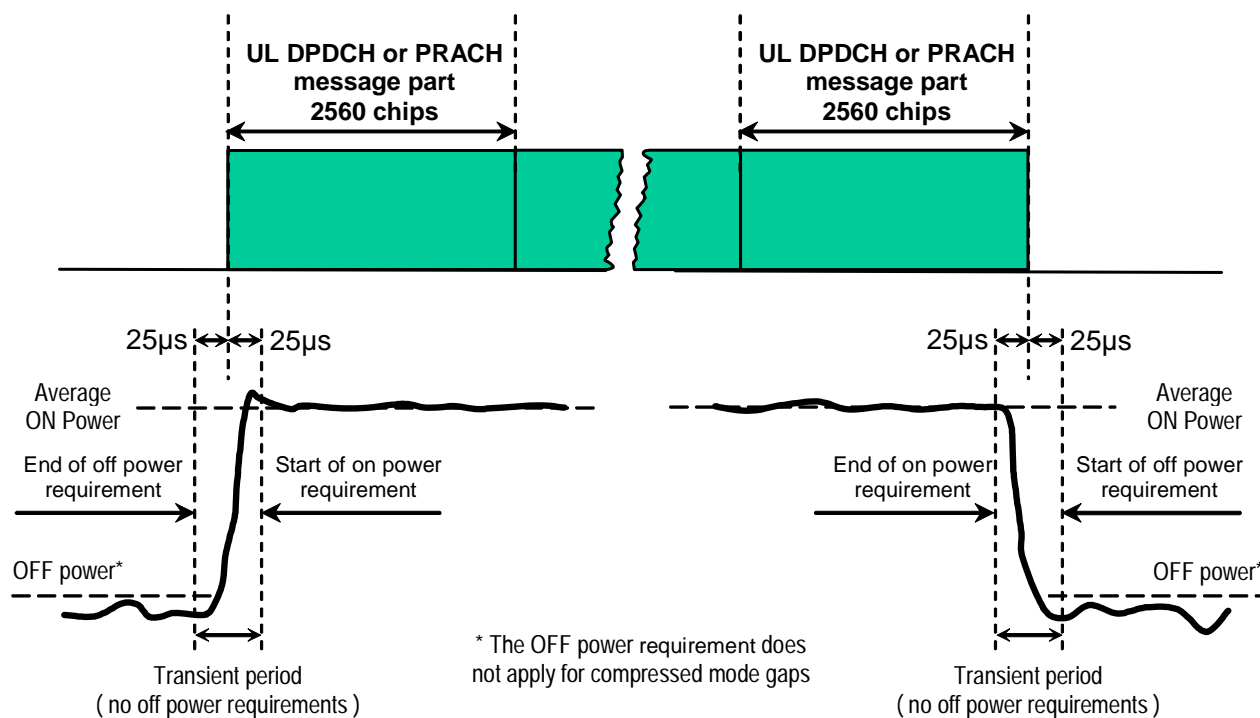 UL DPDCH or PRACH
message part
2560 chips
UL DPDCH or PRACH
message part
2560 chips
25µs
25µs
25µs
25µs
Average
ON Power
Average
ON Power
End of off power
requirement
Start of on power
requirement
End of on power
requirement
Start of off power
requirement
OFF power*
OFF power*
* The OFF power requirement does
not apply for compressed mode gaps
Transient period
( no off power requirements )
Transient period
( no off power requirements )